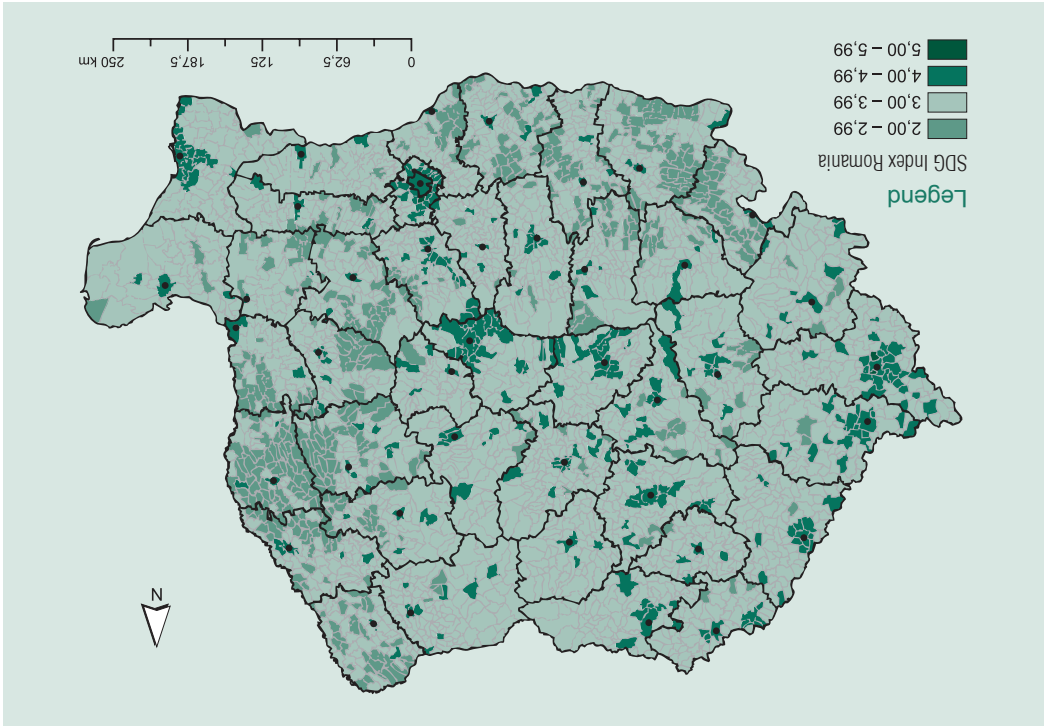 N
Legend
SDG Index Romania
2,00 – 2,99
3,00 – 3,99
4,00 – 4,99
5,00 – 5,99
0 62,5 125 187,5 250 km